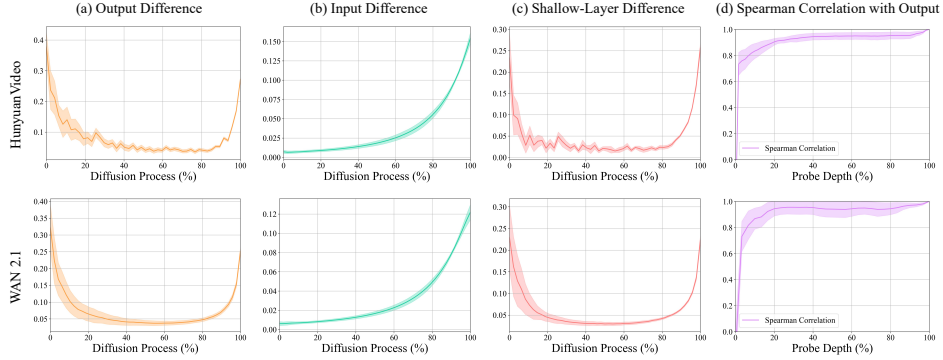 (a) Output Difference (b) Input Difference (c) Shallow-Layer Difference (d) Spearman Correlation with Output
HunyuanVideo
0.4
0.3
0.2
0.1
0 20 40 60 80 100
Diffusion Process (%)
0.150
0.125
0.100
0.075
0.050
0.025
0.000
0 20 40 60 80 100
Diffusion Process (%)
0.30
0.25
0.20
0.15
0.10
0.05
0.00
0 20 40 60 80 100
Diffusion Process (%)
1.0
0.8
0.6
0.4
0.2
0.0
Spearman Correlation
0 20 40 60 80 100
Probe Depth (%)
WAN 2.1
0.40
0.35
0.30
0.25
0.20
0.15
0.10
0.05
0 20 40 60 80 100
Diffusion Process (%)
0.12
0.10
0.08
0.06
0.04
0.02
0.00
0 20 40 60 80 100
Diffusion Process (%)
0.30
0.25
0.20
0.15
0.10
0.05
0 20 40 60 80 100
Diffusion Process (%)
1.0
0.8
0.6
0.4
0.2
0.0
Spearman Correlation
0 20 40 60 80 100
Probe Depth (%)